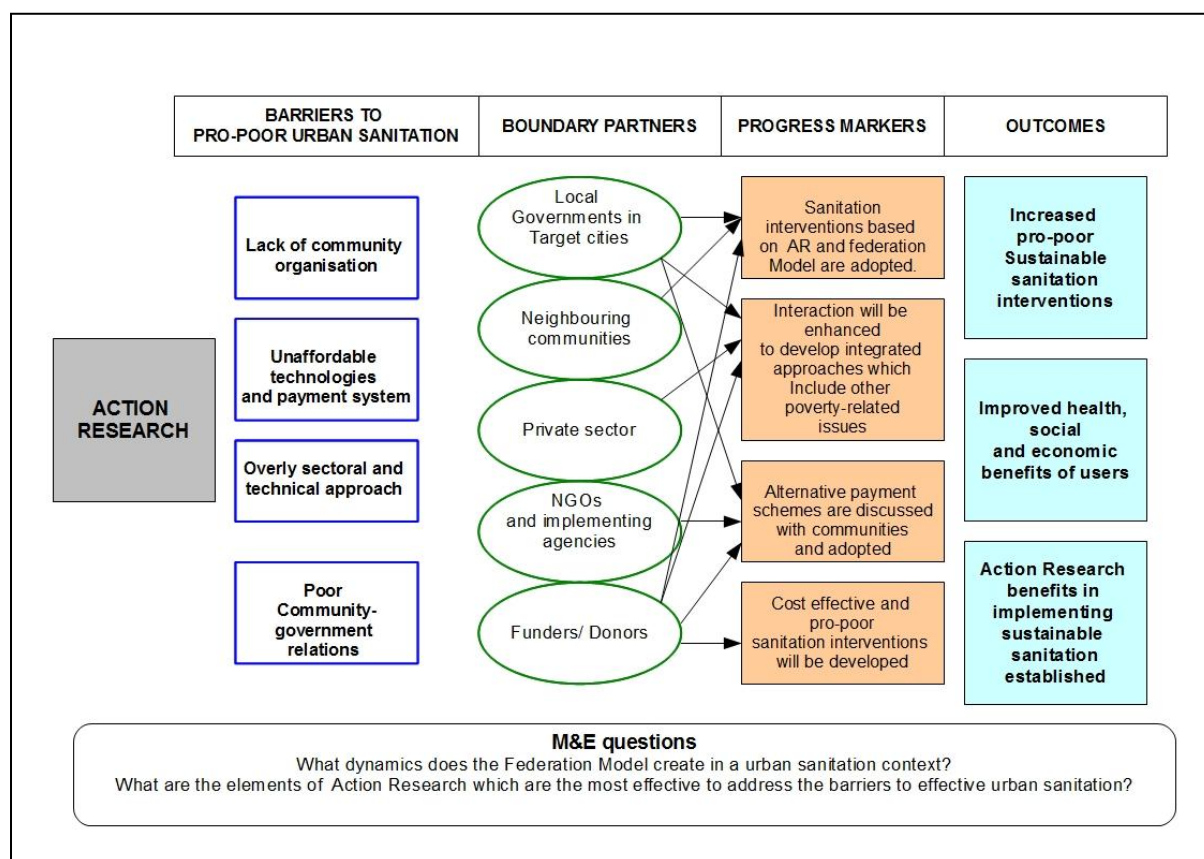 BARRIERS TO
PRO-POOR URBAN SANITATION
BOUNDARY PARTNERS
PROGRESS MARKERS
OUTCOMES
ACTION
RESEARCH
Lack of community
organisation
Unaffordable
technologies
and payment system
Overly sectoral and
technical approach
Poor
Community-
government
relations
Local
Governments in
Target cities
Neighbouring
communities
Private sector
NGOs
and implementing
agencies
Funders/ Donors
Sanitation
interventions based
on AR and federation
Model are adopted.
Interaction will be
enhanced
to develop integrated
approaches which
Include other
poverty-related
issues
Alternative payment
schemes are discussed
with communities
and adopted
Cost effective and
pro-poor
sanitation interventions
will be developed
Increased
pro-poor
Sustainable
sanitation
interventions
Improved health,
social
and economic
benefits of users
Action Research
benefits in
implementing
sustainable
sanitation
established
M&E questions
What dynamics does the Federation Model create in a urban sanitation context?
What are the elements of Action Research which are the most effective to address the barriers to effective urban sanitation?